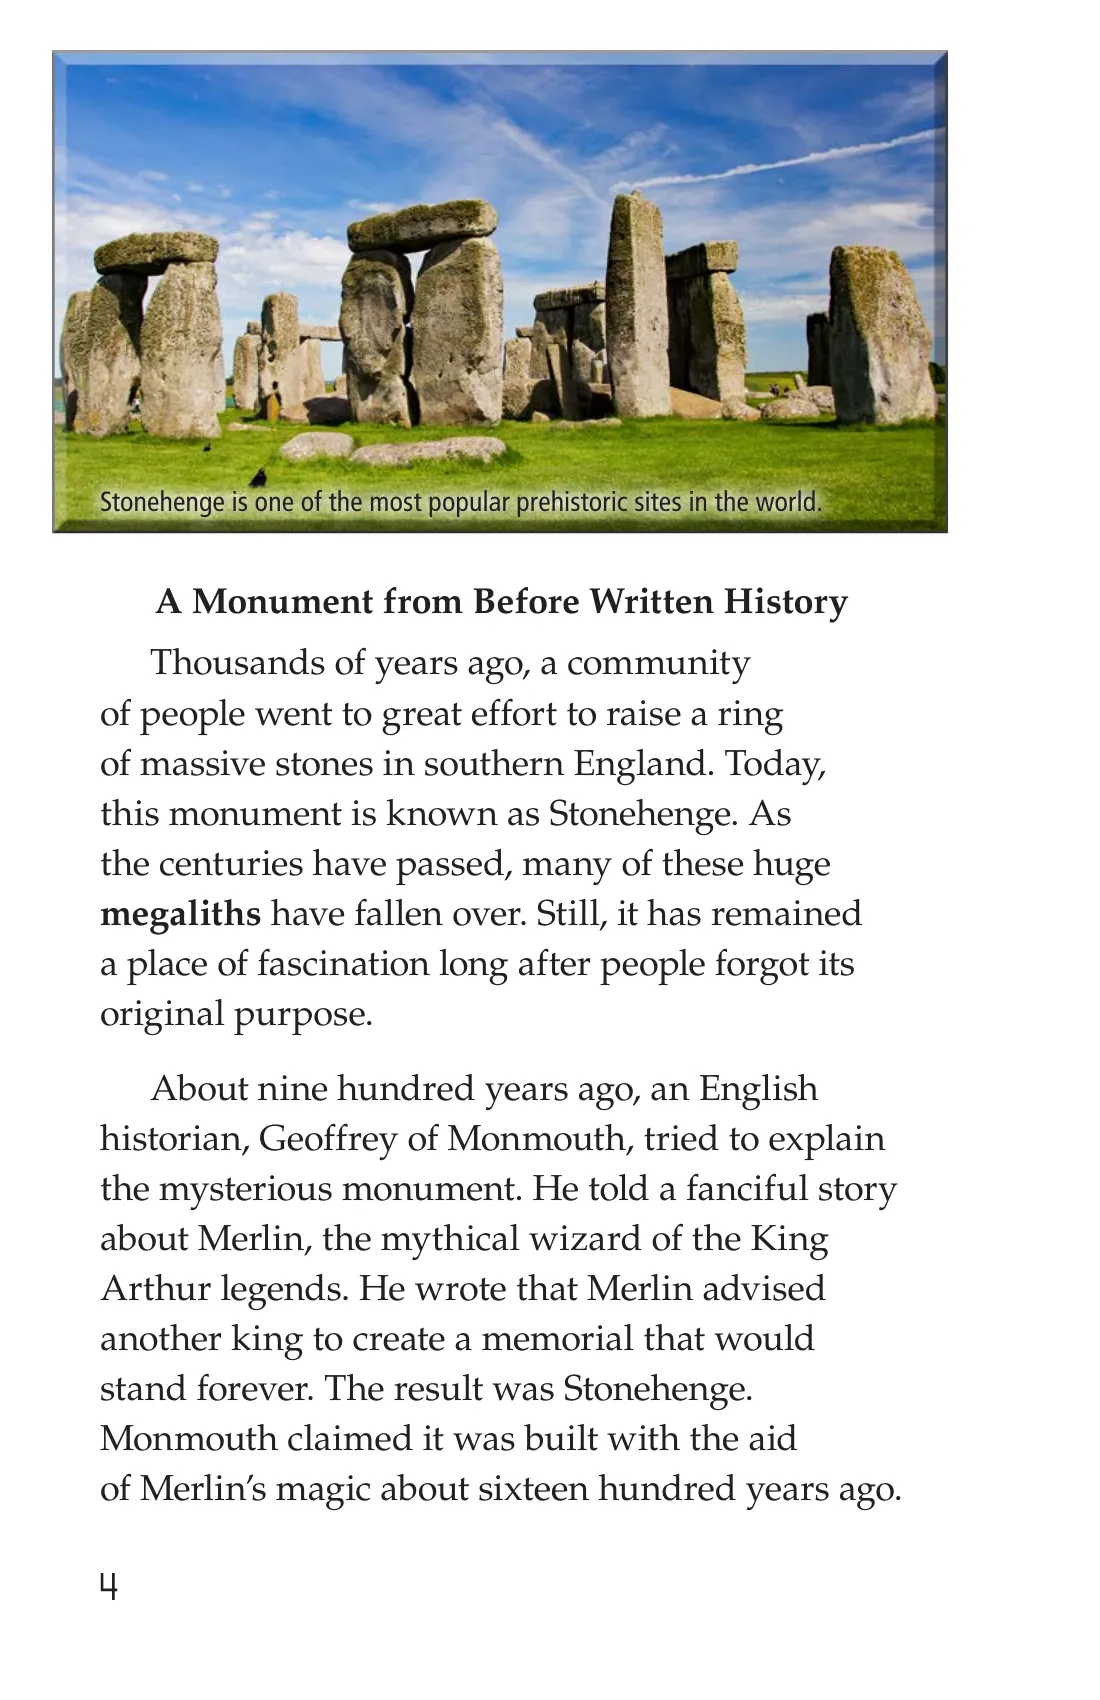 Stonehenge is one of the most popular prehistoric sites in the world.
A Monument from Before Written History
Thousands of years ago, a community
of people went to great effort to raise a ring
of massive stones in southern England. Today,
this monument is known as Stonehenge. As
the centuries have passed, many of these huge
megaliths have fallen over. Still, it has remained
a place of fascination long after people forgot its
original purpose.
About nine hundred years ago, an English
historian, Geoffrey of Monmouth, tried to explain
the mysterious monument. He told a fanciful story
about Merlin, the mythical wizard of the King
Arthur legends. He wrote that Merlin advised
another king to create a memorial that would
stand forever. The result was Stonehenge.
Monmouth claimed it was built with the aid
of Merlin’s magic about sixteen hundred years ago.
4